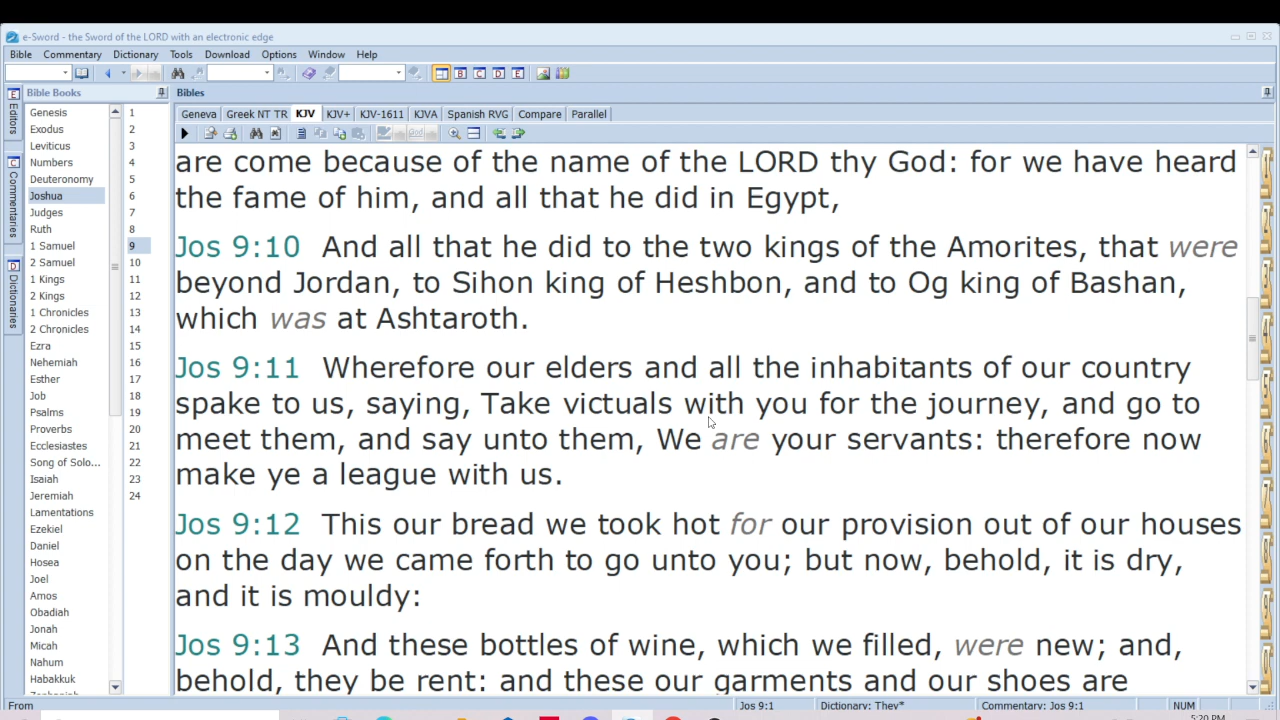 e-Sword - the Sword of the LORD with an electronic edge
Bible Commentary Dictionary Tools Download Options Window Help
B C D E
Bible Books
Bibles
Editors
Commentaries
Dictionaries
Genesis
Exodus
Leviticus
Numbers
Deuteronomy
Joshua
Judges
Ruth
1 Samuel
2 Samuel
1 Kings
2 Kings
1 Chronicles
2 Chronicles
Ezra
Nehemiah
Esther
Job
Psalms
Proverbs
Ecclesiastes
Song of Solo...
Isaiah
Jeremiah
Lamentations
Ezekiel
Daniel
Hosea
Joel
Amos
Obadiah
Jonah
Micah
Nahum
Habakkuk
1
2
3
4
5
6
7
8
9
10
11
12
13
14
15
16
17
18
19
20
21
22
23
24
Geneva Greek NT TR KJV KJV+ KJV-1611 KJVA Spanish RVG Compare Parallel
are come because of the name of the LORD thy God: for we have heard
the fame of him, and all that he did in Egypt,
Jos 9:10 And all that he did to the two kings of the Amorites, that were
beyond Jordan, to Sihon king of Heshbon, and to Og king of Bashan,
which was at Ashtaroth.
Jos 9:11 Wherefore our elders and all the inhabitants of our country
spake to us, saying, Take victuals with you for the journey, and go to
meet them, and say unto them, We are your servants: therefore now
make ye a league with us.
Jos 9:12 This our bread we took hot for our provision out of our houses
on the day we came forth to go unto you; but now, behold, it is dry,
and it is mouldy:
Jos 9:13 And these bottles of wine, which we filled, were new; and,
behold, they be rent: and these our garments and our shoes are
From
Jos 9:1
Dictionary: They*
Commentary: Jos 9:1
NUM
5:20 PM